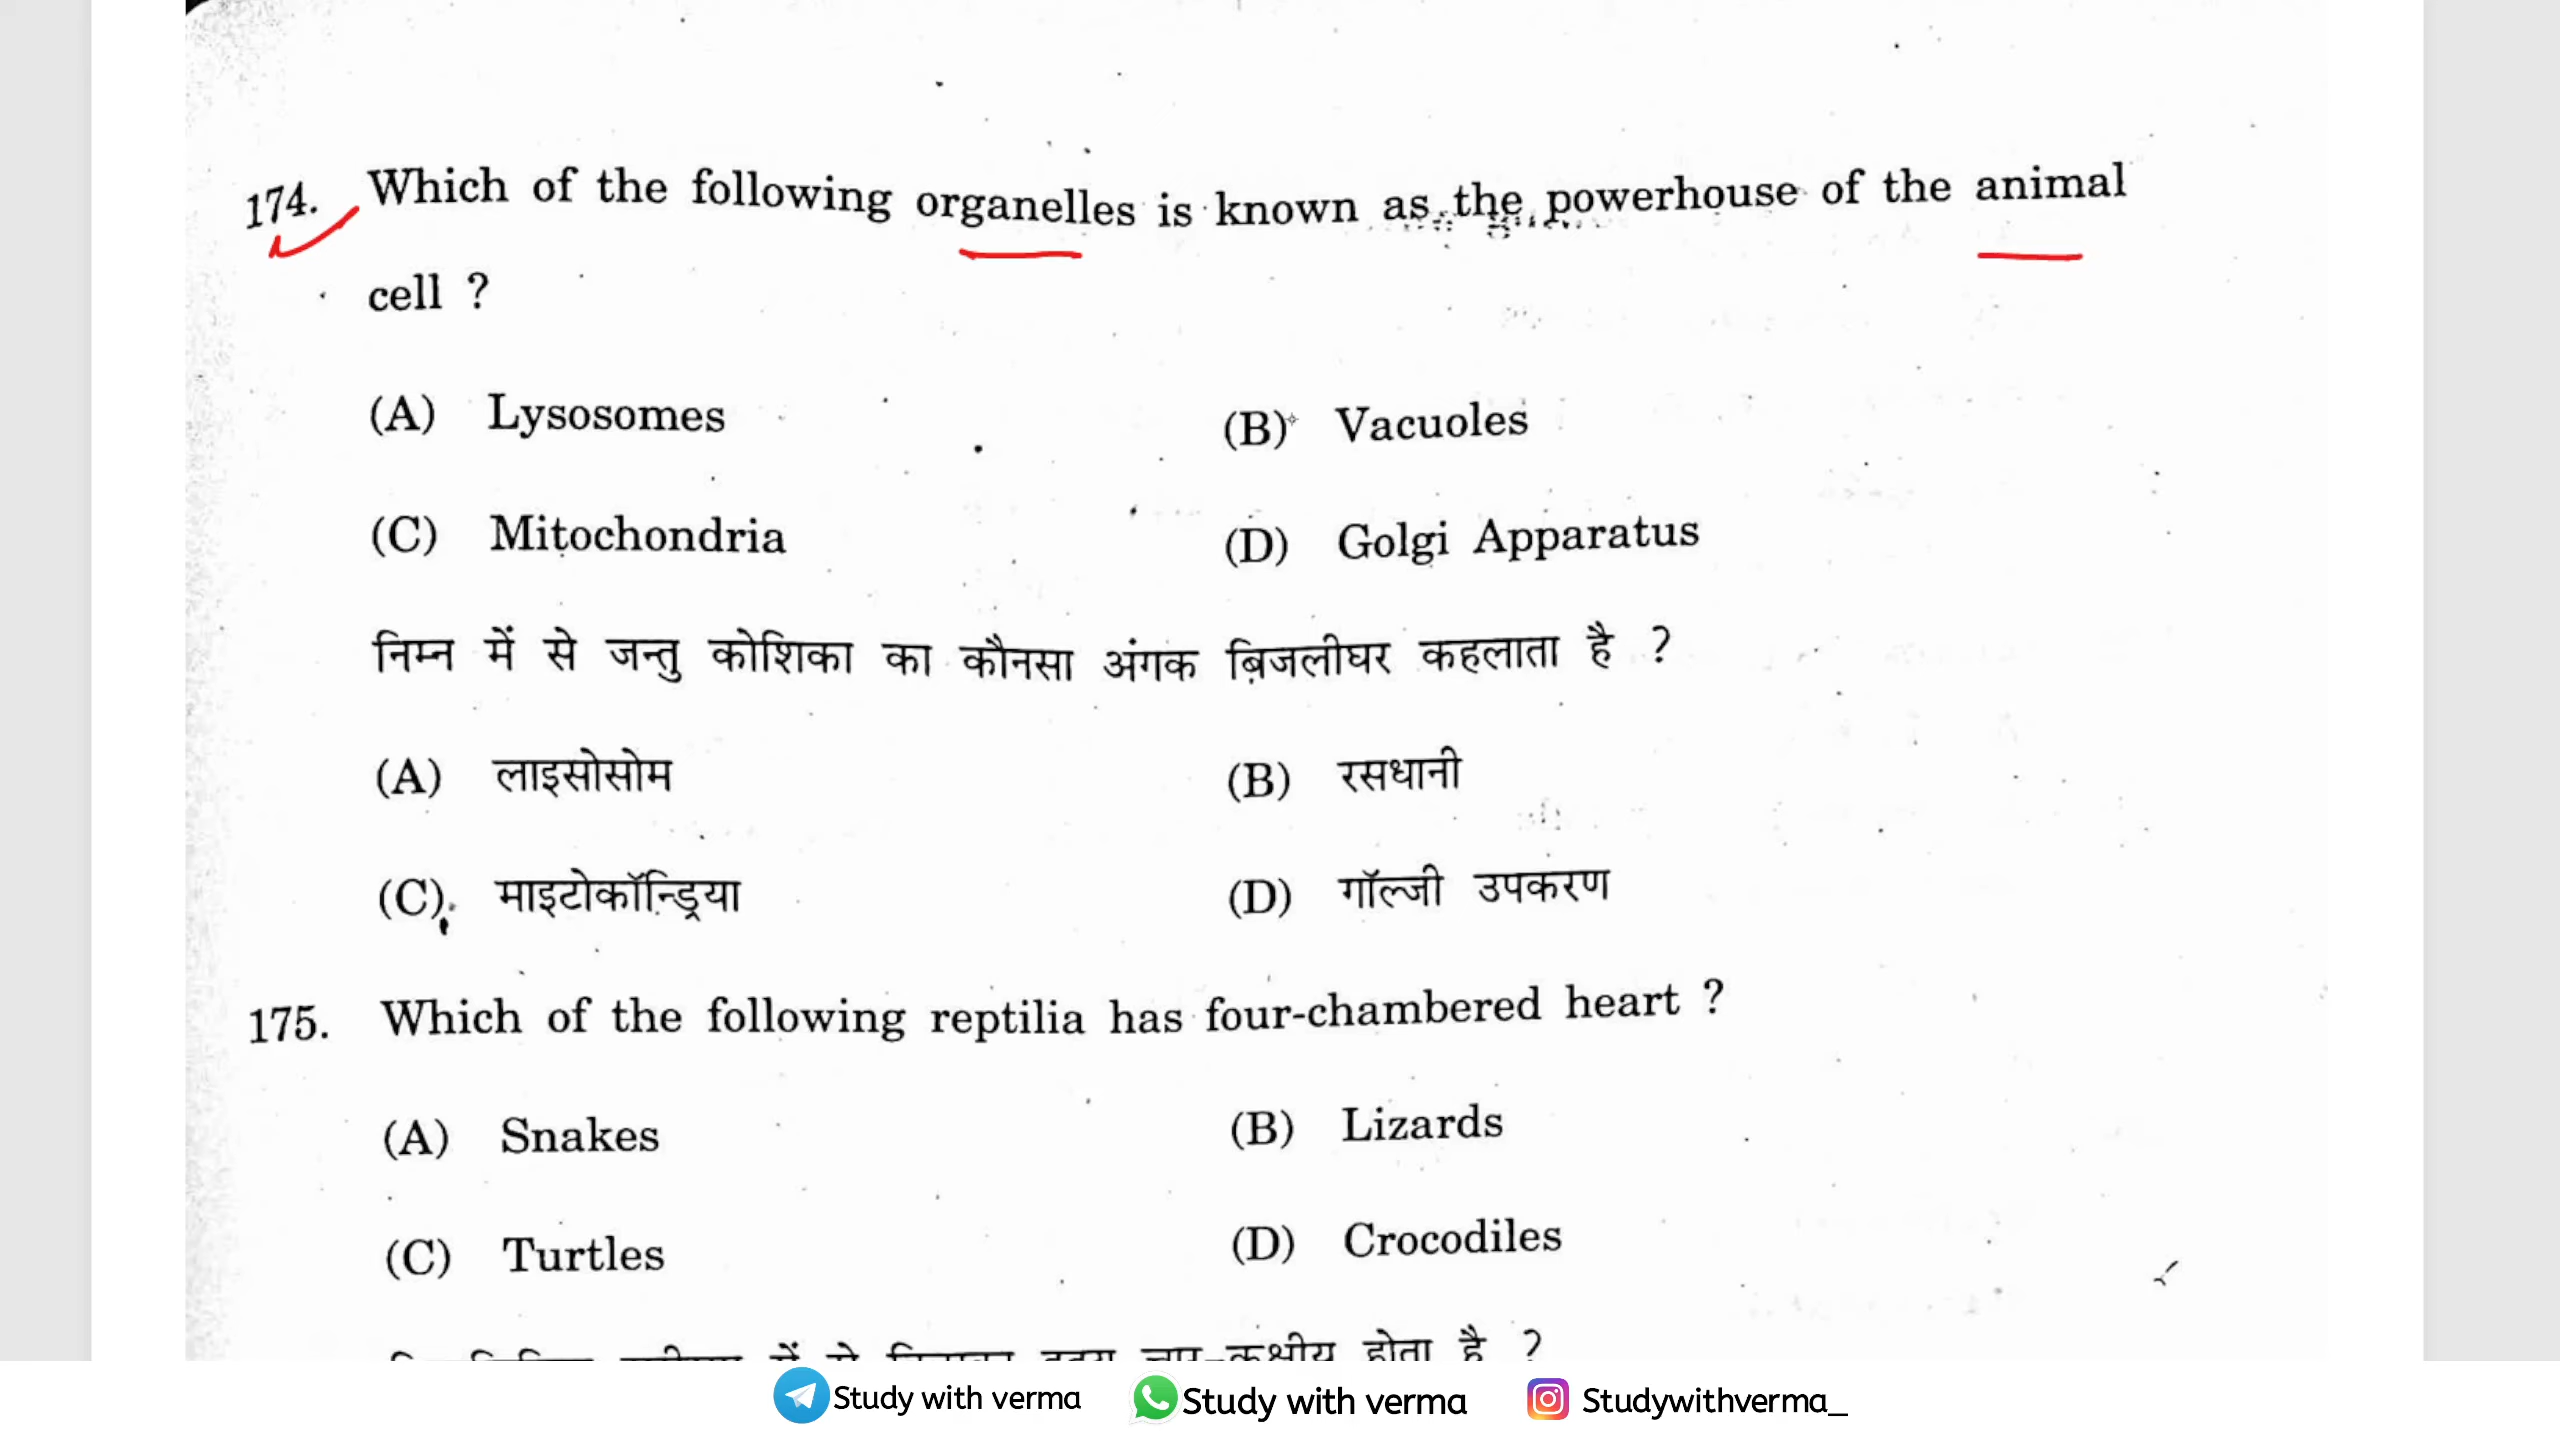 174. Which of the following organelles is known as the powerhouse of the animal
cell ?
(A) Lysosomes (B) Vacuoles
(C) Mitochondria (D) Golgi Apparatus
निम्न में से जन्तु कोशिका का कौनसा अंगक बिजलीघर कहलाता है ?
(A) लाइसोसोम (B) रसधानी
(C) माइटोकॉन्ड्रिया (D) गॉल्जी उपकरण
175. Which of the following reptilia has four-chambered heart ?
(A) Snakes (B) Lizards
(C) Turtles (D) Crocodiles
में से होता है ?
Study with verma Study with verma Studywithverma_